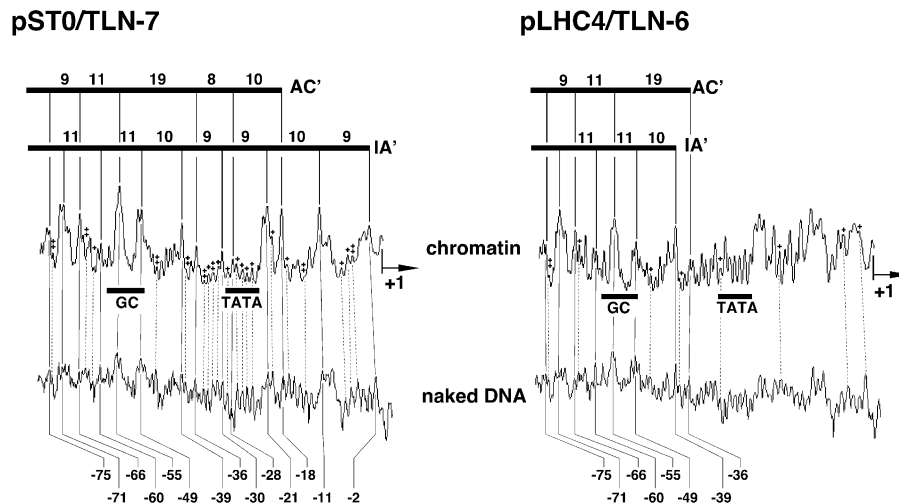 pST0/TLN-7
pLHC4/TLN-6
9 11 19 8 10 AC'
9 11 19 AC'
11 11 10 9 9 10 9 IA'
11 11 10 IA'
chromatin
+1
+1
GC
TATA
GC
TATA
naked DNA
-75 -66 -55 -36 -28 -18
-75 -66 -55 -36
-71 -60 -49 -39 -30 -21 -11 -2
-71 -60 -49 -39